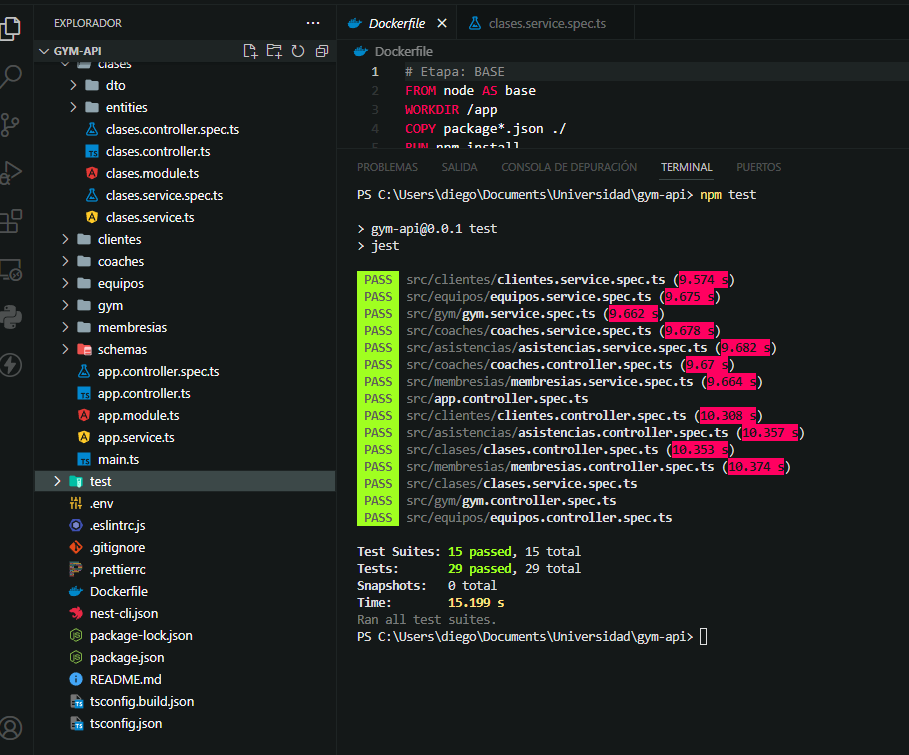 EXPLORADOR
GYM-API
clases
dto
entities
clases.controller.spec.ts
clases.controller.ts
clases.module.ts
clases.service.spec.ts
clases.service.ts
clientes
coaches
equipos
gym
membresias
schemas
app.controller.spec.ts
app.controller.ts
app.module.ts
app.service.ts
main.ts
test
.env
.eslintrc.js
.gitignore
.prettierrc
Dockerfile
nest-cli.json
package-lock.json
package.json
README.md
tsconfig.build.json
tsconfig.json
Dockerfile
clases.service.spec.ts
Dockerfile
1 # Etapa: BASE
2 FROM node AS base
3 WORKDIR /app
4 COPY package*.json ./
5 RUN npm install
PROBLEMAS SALIDA CONSOLA DE DEPURACIÓN TERMINAL PUERTOS
PS C:\Users\diego\Documents\Universidad\gym-api> npm test
> gym-api@0.0.1 test
> jest
PASS src/clientes/clientes.service.spec.ts (9.574 s)
PASS src/equipos/equipos.service.spec.ts (9.675 s)
PASS src/gym/gym.service.spec.ts (9.662 s)
PASS src/coaches/coaches.service.spec.ts (9.678 s)
PASS src/asistencias/asistencias.service.spec.ts (9.682 s)
PASS src/coaches/coaches.controller.spec.ts (9.67 s)
PASS src/membresias/membresias.service.spec.ts (9.664 s)
PASS src/app.controller.spec.ts
PASS src/clientes/clientes.controller.spec.ts (10.308 s)
PASS src/asistencias/asistencias.controller.spec.ts (10.357 s)
PASS src/clases/clases.controller.spec.ts (10.353 s)
PASS src/membresias/membresias.controller.spec.ts (10.374 s)
PASS src/clases/clases.service.spec.ts
PASS src/gym/gym.controller.spec.ts
PASS src/equipos/equipos.controller.spec.ts
Test Suites: 15 passed, 15 total
Tests: 29 passed, 29 total
Snapshots: 0 total
Time: 15.199 s
Ran all test suites.
PS C:\Users\diego\Documents\Universidad\gym-api>